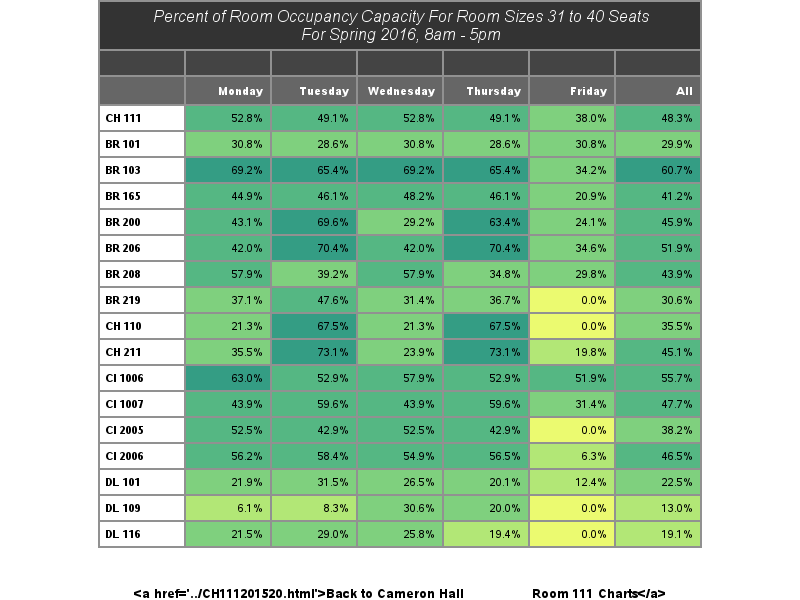 Percent of Room Occupancy Capacity For Room Sizes 31 to 40 Seats
For Spring 2016, 8am - 5pm
Monday Tuesday Wednesday Thursday Friday All
CH 111 52.8% 49.1% 52.8% 49.1% 38.0% 48.3%
BR 101 30.8% 28.6% 30.8% 28.6% 30.8% 29.9%
BR 103 69.2% 65.4% 69.2% 65.4% 34.2% 60.7%
BR 165 44.9% 46.1% 48.2% 46.1% 20.9% 41.2%
BR 200 43.1% 69.6% 29.2% 63.4% 24.1% 45.9%
BR 206 42.0% 70.4% 42.0% 70.4% 34.6% 51.9%
BR 208 57.9% 39.2% 57.9% 34.8% 29.8% 43.9%
BR 219 37.1% 47.6% 31.4% 36.7% 0.0% 30.6%
CH 110 21.3% 67.5% 21.3% 67.5% 0.0% 35.5%
CH 211 35.5% 73.1% 23.9% 73.1% 19.8% 45.1%
CI 1006 63.0% 52.9% 57.9% 52.9% 51.9% 55.7%
CI 1007 43.9% 59.6% 43.9% 59.6% 31.4% 47.7%
CI 2005 52.5% 42.9% 52.5% 42.9% 0.0% 38.2%
CI 2006 56.2% 58.4% 54.9% 56.5% 6.3% 46.5%
DL 101 21.9% 31.5% 26.5% 20.1% 12.4% 22.5%
DL 109 6.1% 8.3% 30.6% 20.0% 0.0% 13.0%
DL 116 21.5% 29.0% 25.8% 19.4% 0.0% 19.1%
<a href='../CH111201520.html'>Back to Cameron Hall Room 111 Charts</a>